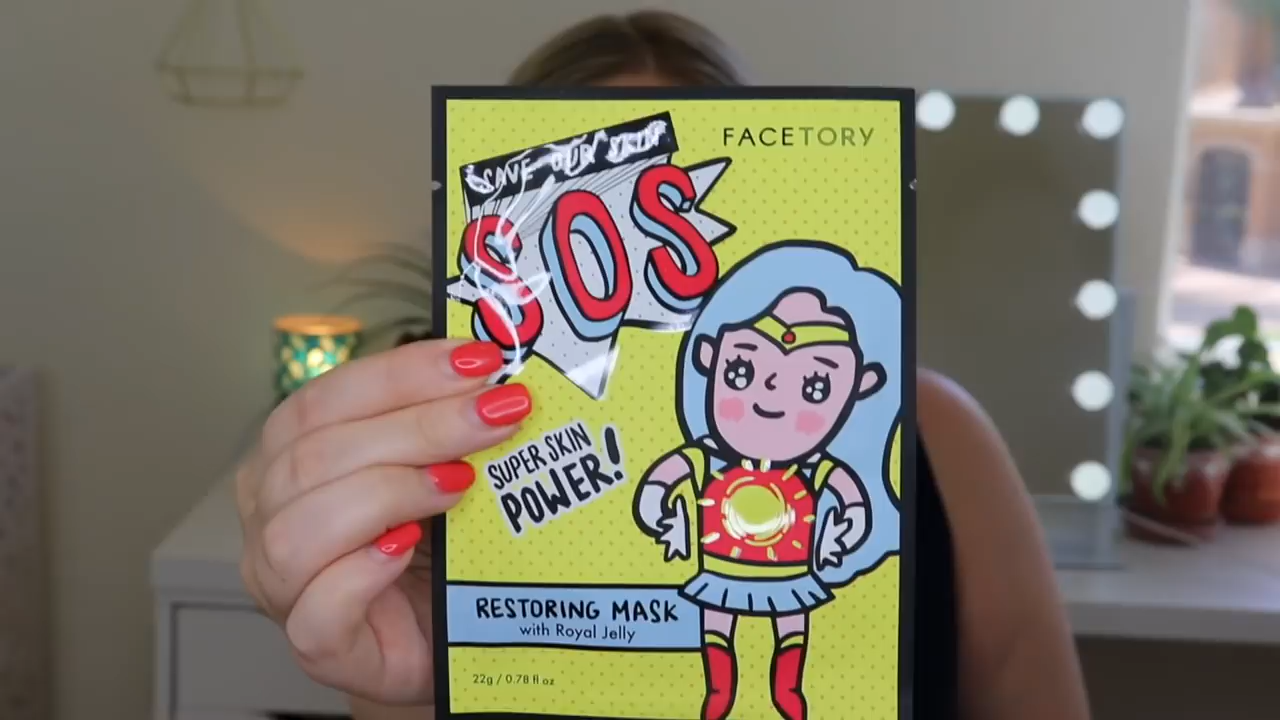 FACETORY
SAVE OUR SKIN
SOS
SUPER SKIN
POWER!
RESTORING MASK
with Royal Jelly
22g / 0.78 fl oz